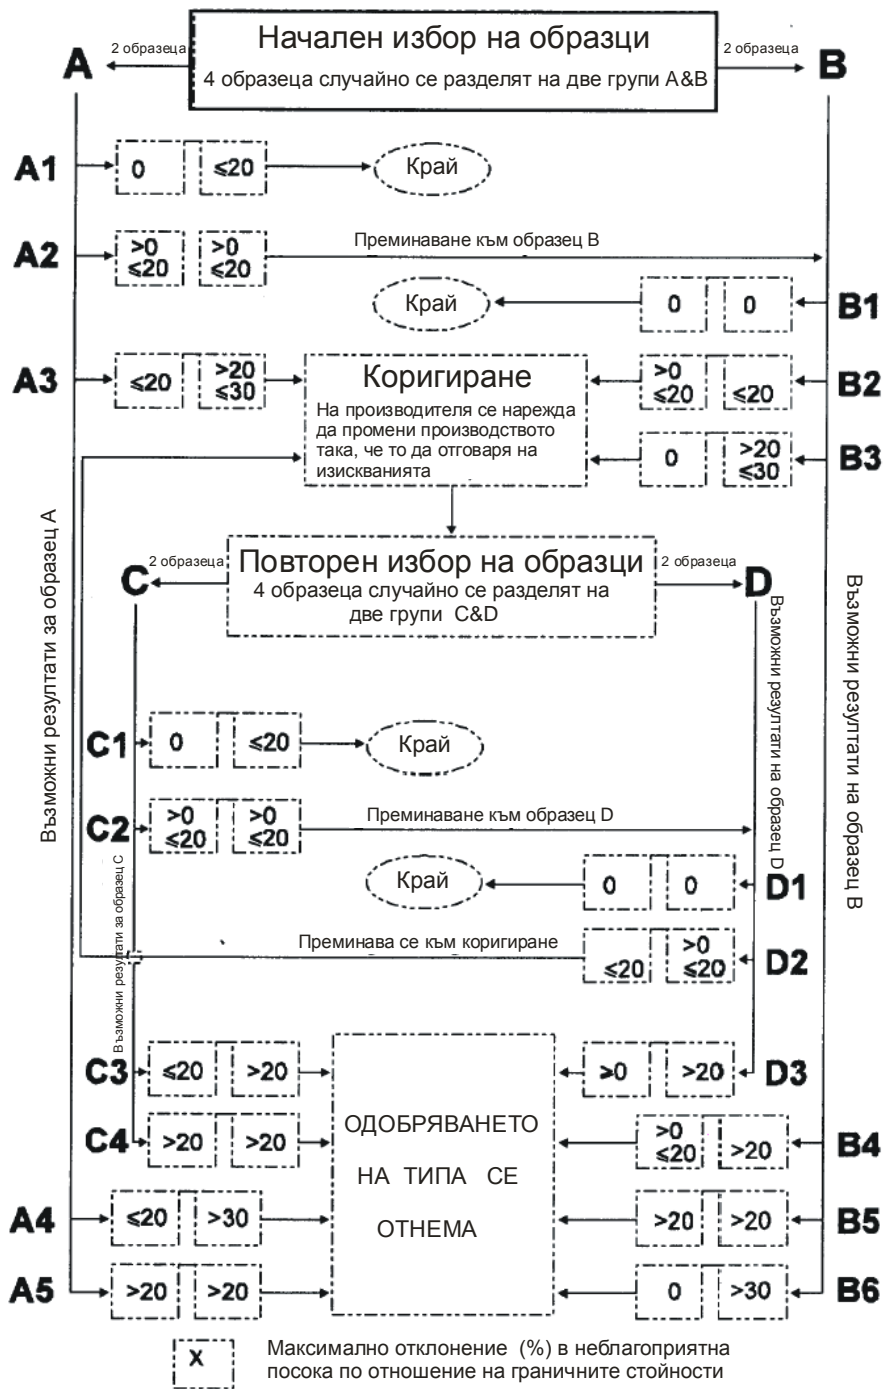 Начален избор на образци
4 образеца случайно се разделят на две групи A&B
A
2 образеца
2 образеца
B
A1
0
≤20
Край
A2
>0
≤20
>0
≤20
Преминаване към образец B
Край
0
0
B1
A3
≤20
>20
≤30
Коригиране
На производителя се нарежда
да промени производството
така, че то да отговаря на
изискванията
>0
≤20
≤20
B2
0
>20
≤30
B3
Възможни резултати за образец A
Възможни резултати на образец B
C
2 образеца
Повторен избор на образци
4 образеца случайно се разделят на
две групи C&D
2 образеца
D
Възможни резултати на образец D
C1
0
≤20
Край
C2
>0
≤20
>0
≤20
Преминаване към образец D
Възможни резултати за образец C
Край
0
0
D1
Преминава се към коригиране
≤20
>0
≤20
D2
C3
≤20
>20
≥0
>20
D3
ОДОБРЯВАНЕТО
НА ТИПА СЕ
ОТНЕМА
C4
>20
>20
>0
≤20
>20
B4
A4
≤20
>30
>20
>20
B5
A5
>20
>20
0
>30
B6
X
Максимално отклонение (%) в неблагоприятна
посока по отношение на граничните стойности